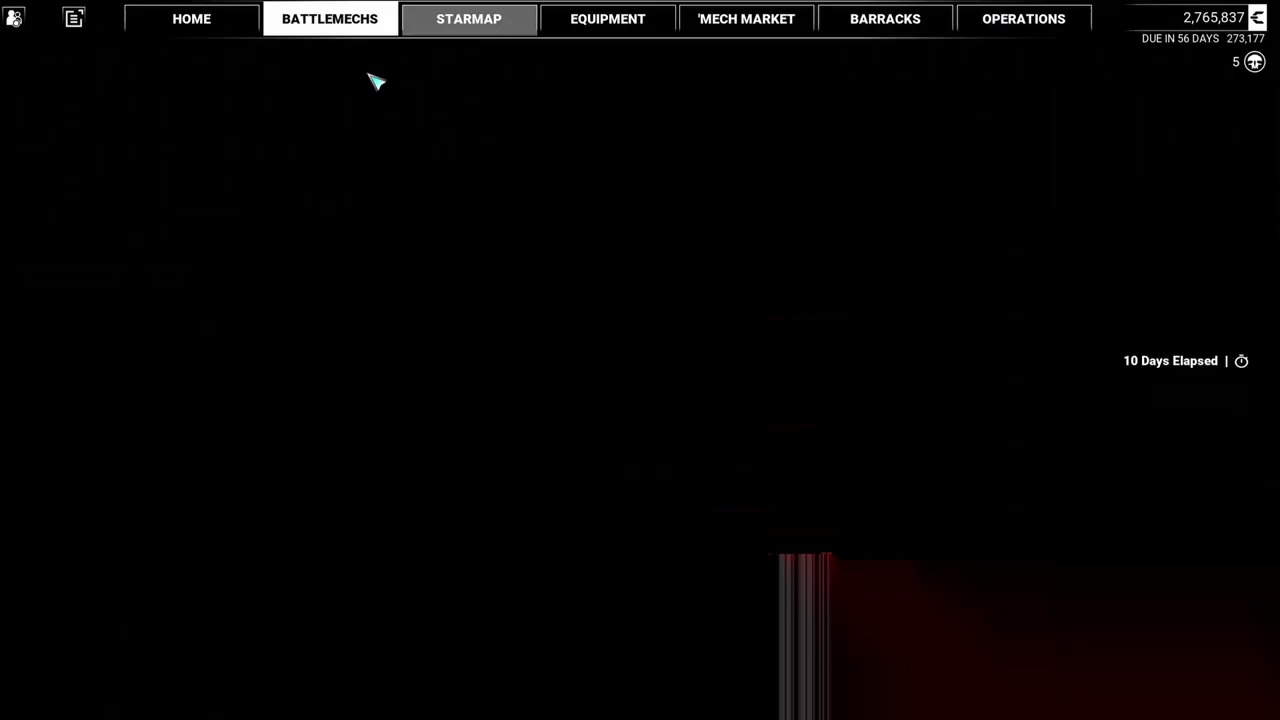 HOME
BATTLEMECHS
STARMAP
EQUIPMENT
'MECH MARKET
BARRACKS
OPERATIONS
2,765,837
DUE IN 56 DAYS 273,177
5
10 Days Elapsed |